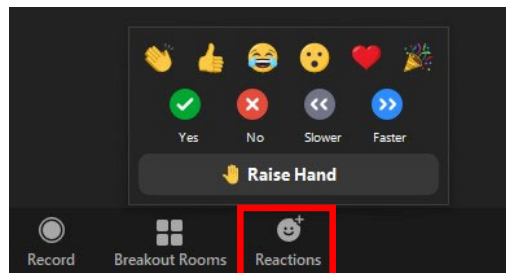 Yes No Slower Faster
Raise Hand
Record Breakout Rooms Reactions